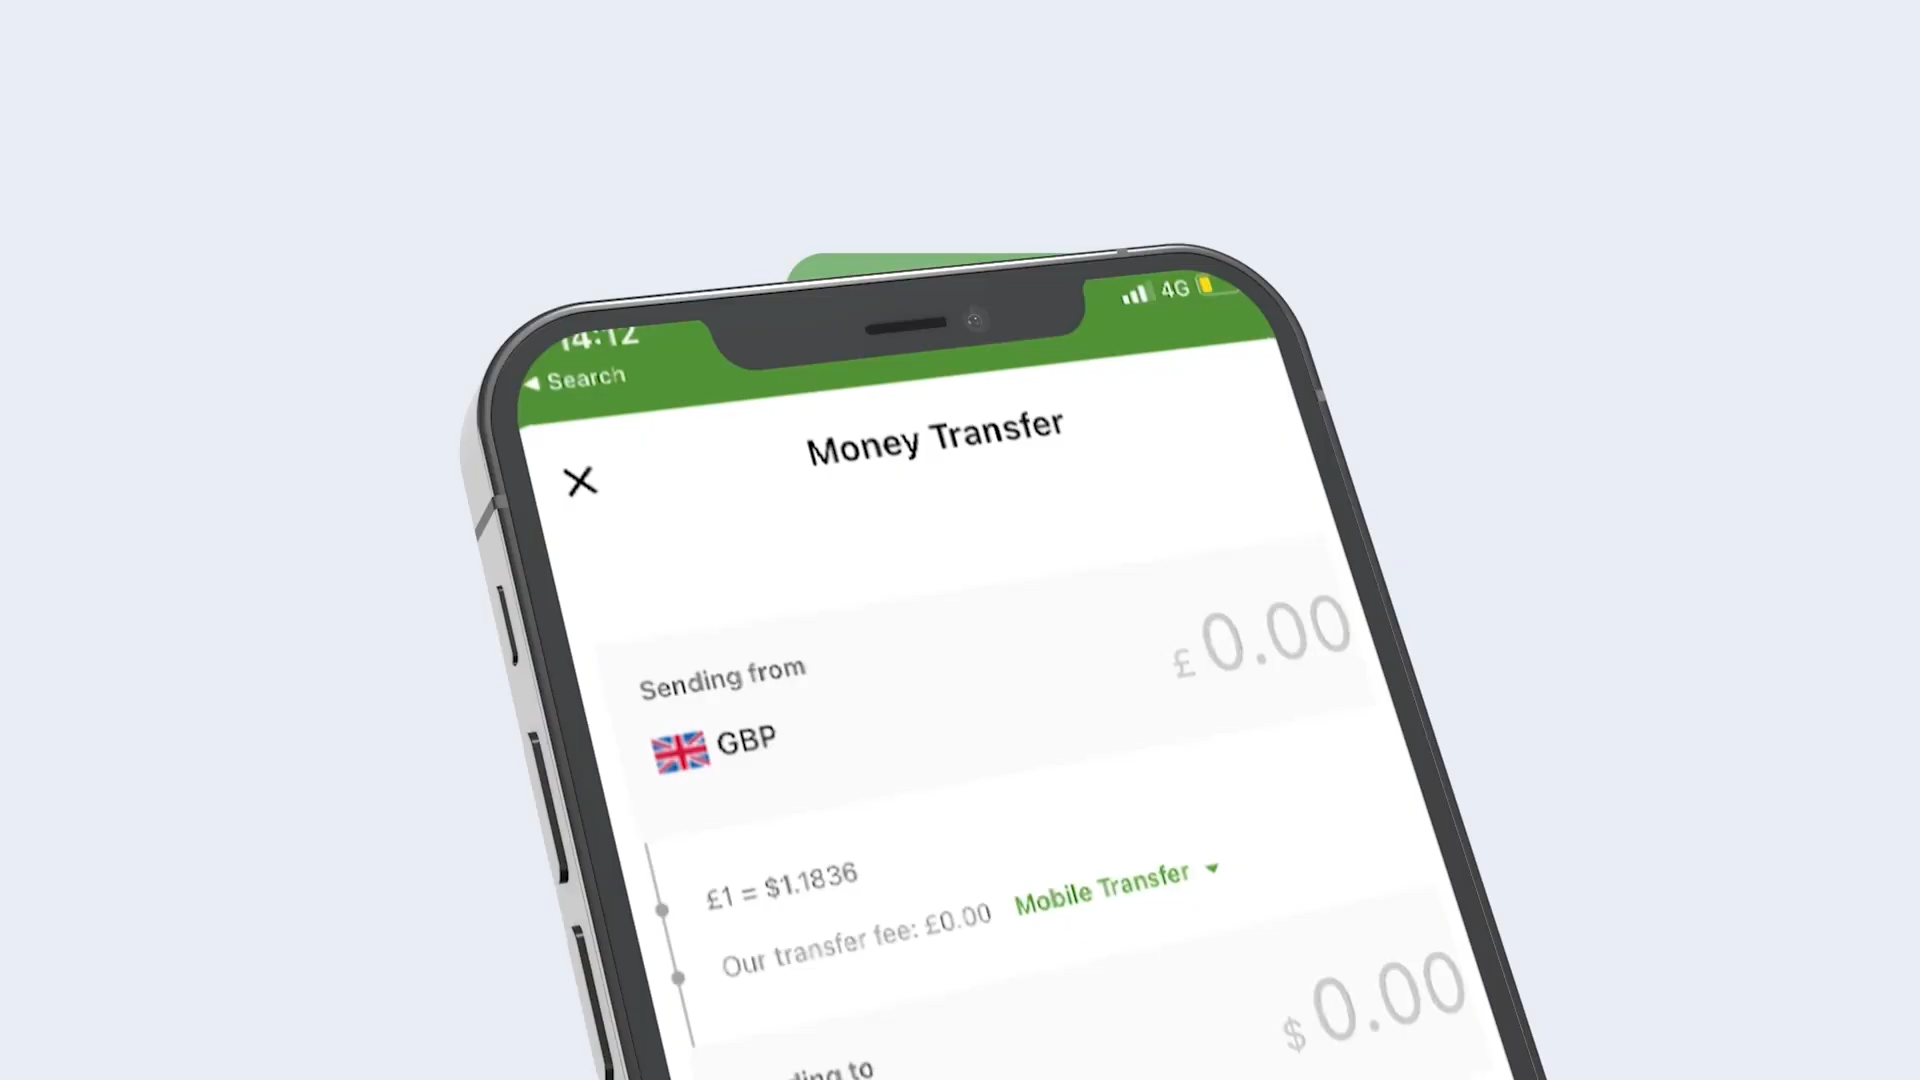 14:12
4G
Search
Money Transfer
£0.00
Sending from
GBP
£1 = $1.1836
Our transfer fee: £0.00 Mobile Transfer
$0.00
to